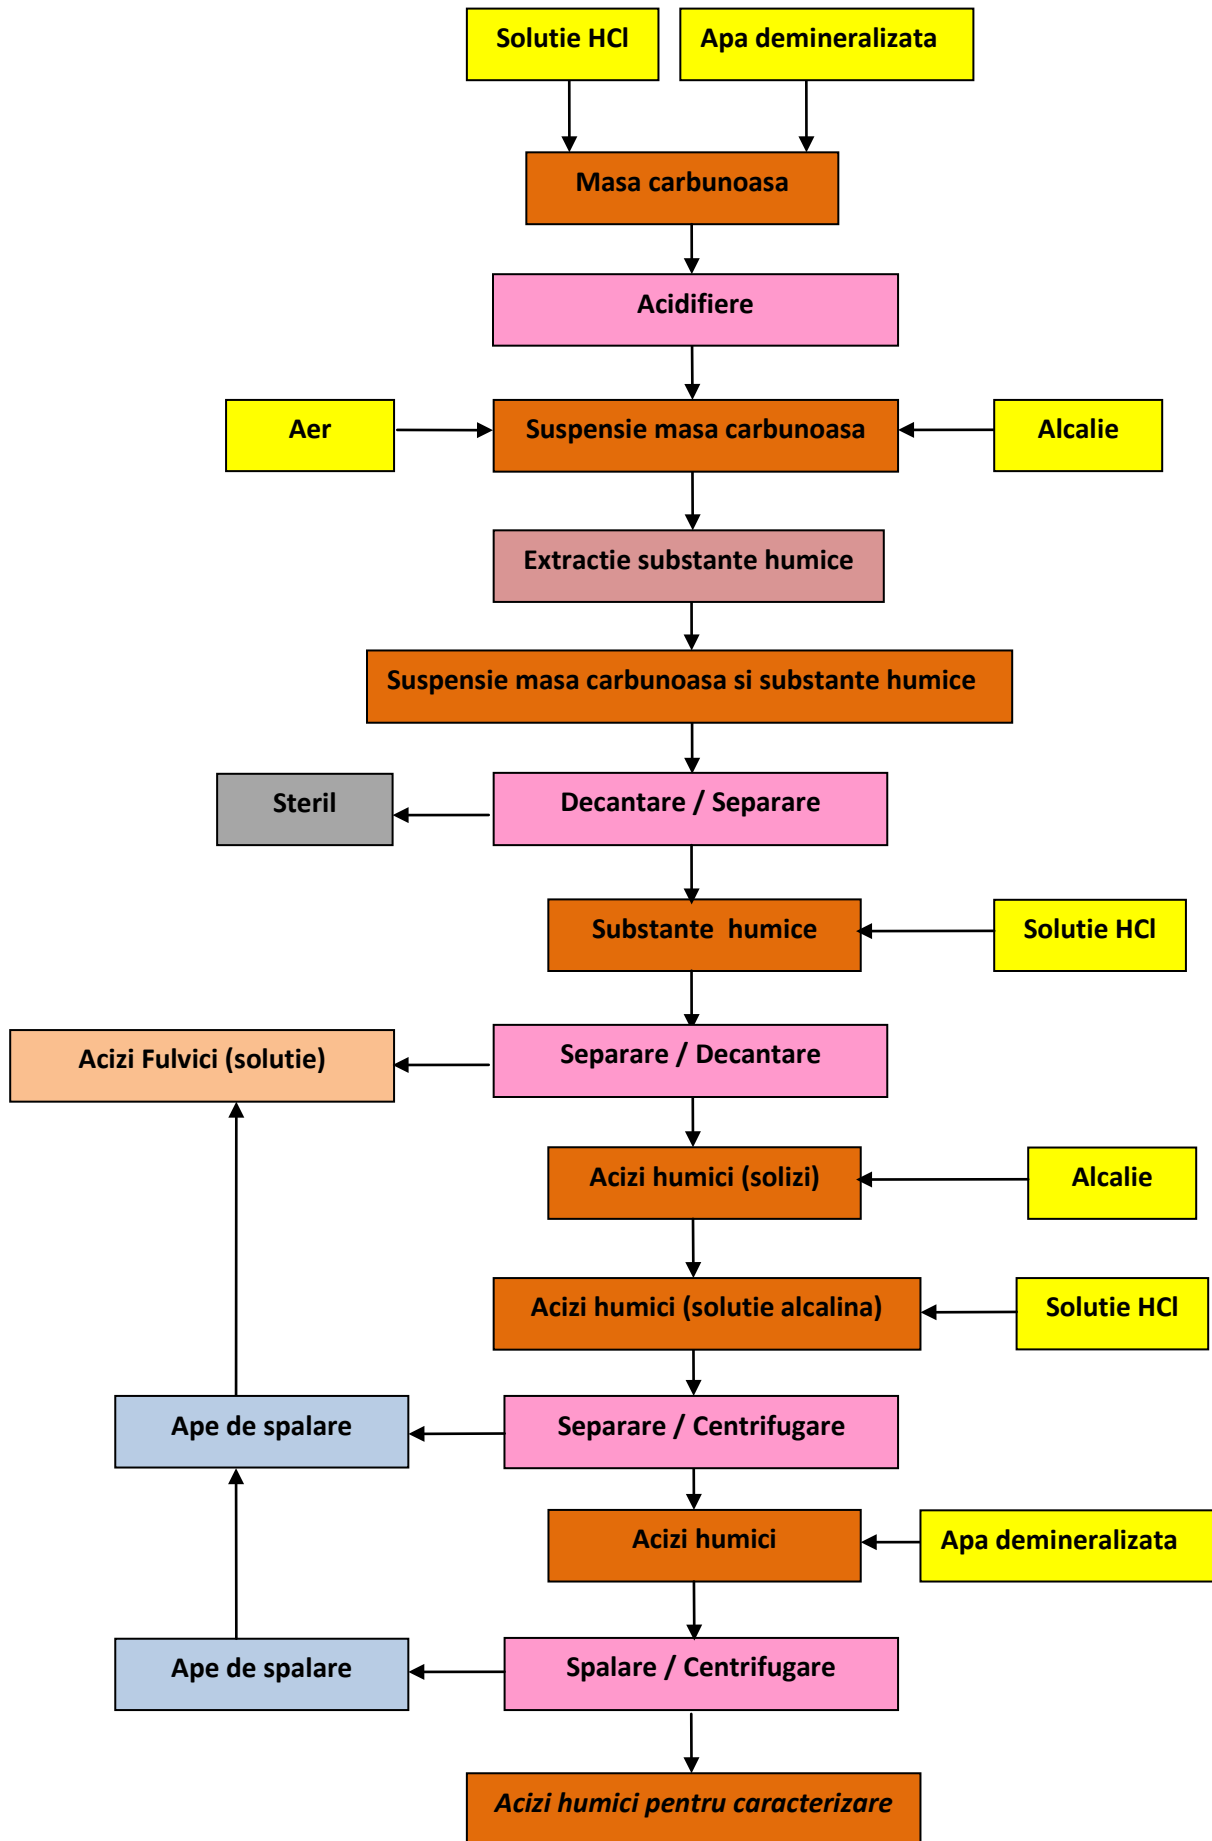 Solutie HCl
Apa demineralizata
Masa carbunoasa
Acidifiere
Aer
Suspensie masa carbunoasa
Alcalie
Extractie substante humice
Suspensie masa carbunoasa si substante humice
Steril
Decantare / Separare
Substante humice
Solutie HCl
Acizi Fulvici (solutie)
Separare / Decantare
Acizi humici (solizi)
Alcalie
Acizi humici (solutie alcalina)
Solutie HCl
Ape de spalare
Separare / Centrifugare
Acizi humici
Apa demineralizata
Ape de spalare
Spalare / Centrifugare
Acizi humici pentru caracterizare